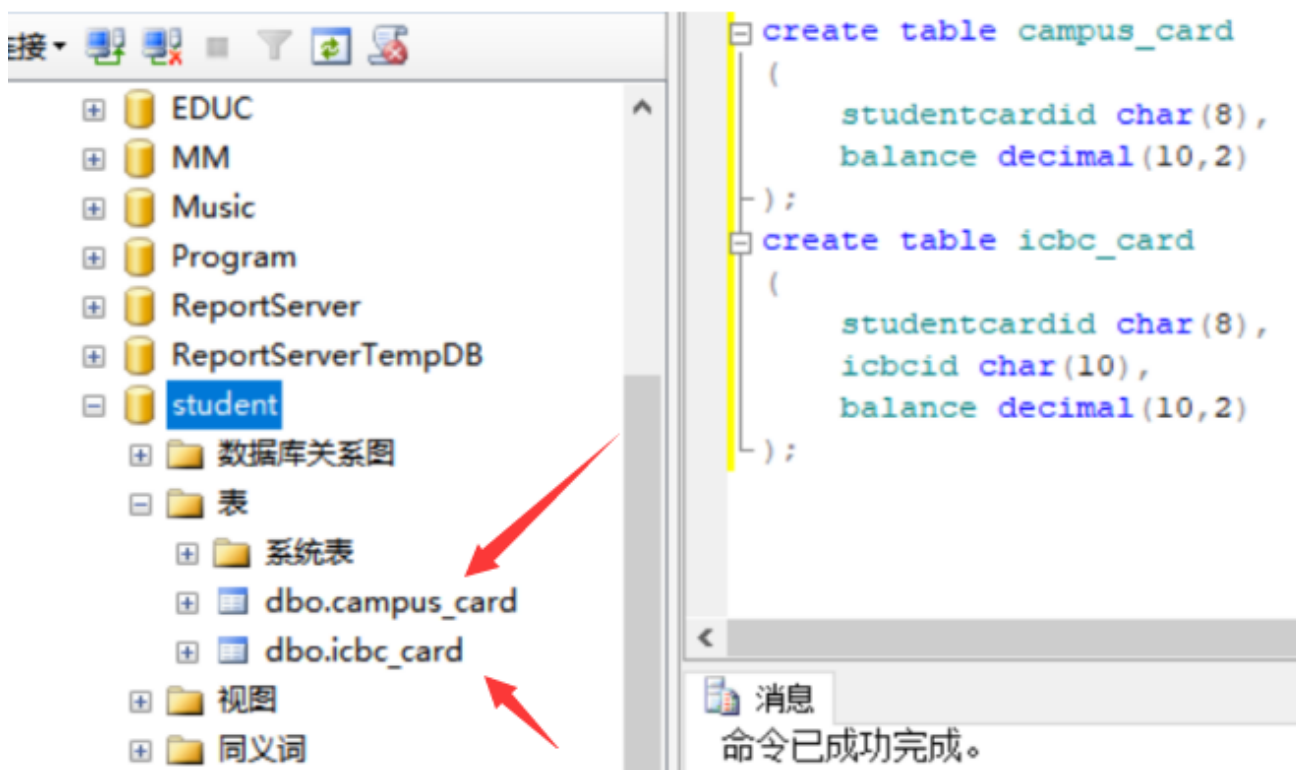 连接
EDUC
MM
Music
Program
ReportServer
ReportServerTempDB
student
数据库关系图
表
系统表
dbo.campus_card
dbo.icbc_card
视图
同义词
create table campus_card
(
studentcardid char(8),
balance decimal(10,2)
);
create table icbc_card
(
studentcardid char(8),
icbcid char(10),
balance decimal(10,2)
);
消息
命令已成功完成。